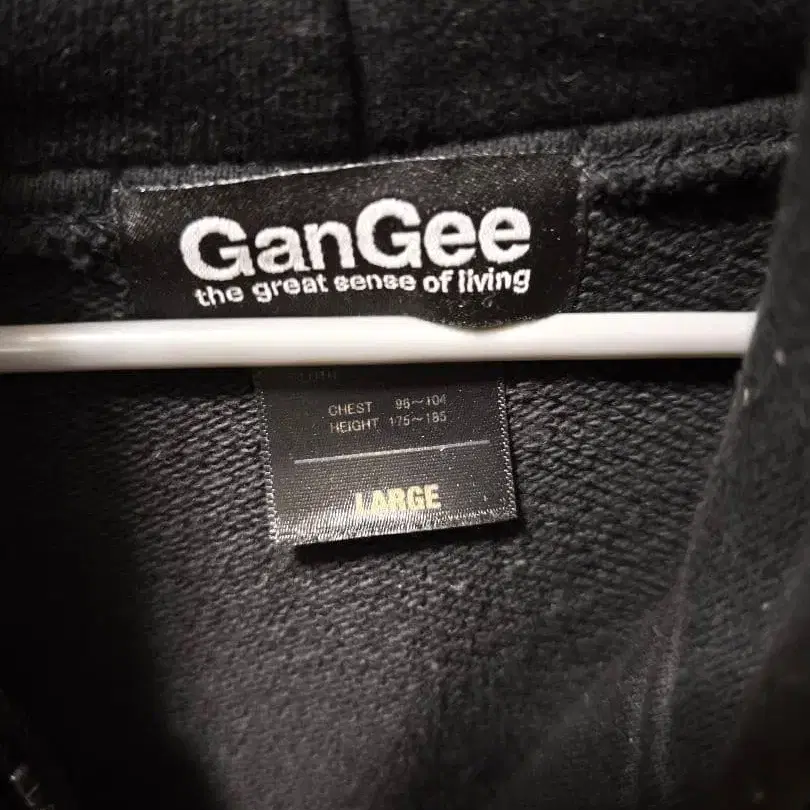 GanGee
the great sense of living
CHEST 96~104
HEIGHT 175~185
LARGE